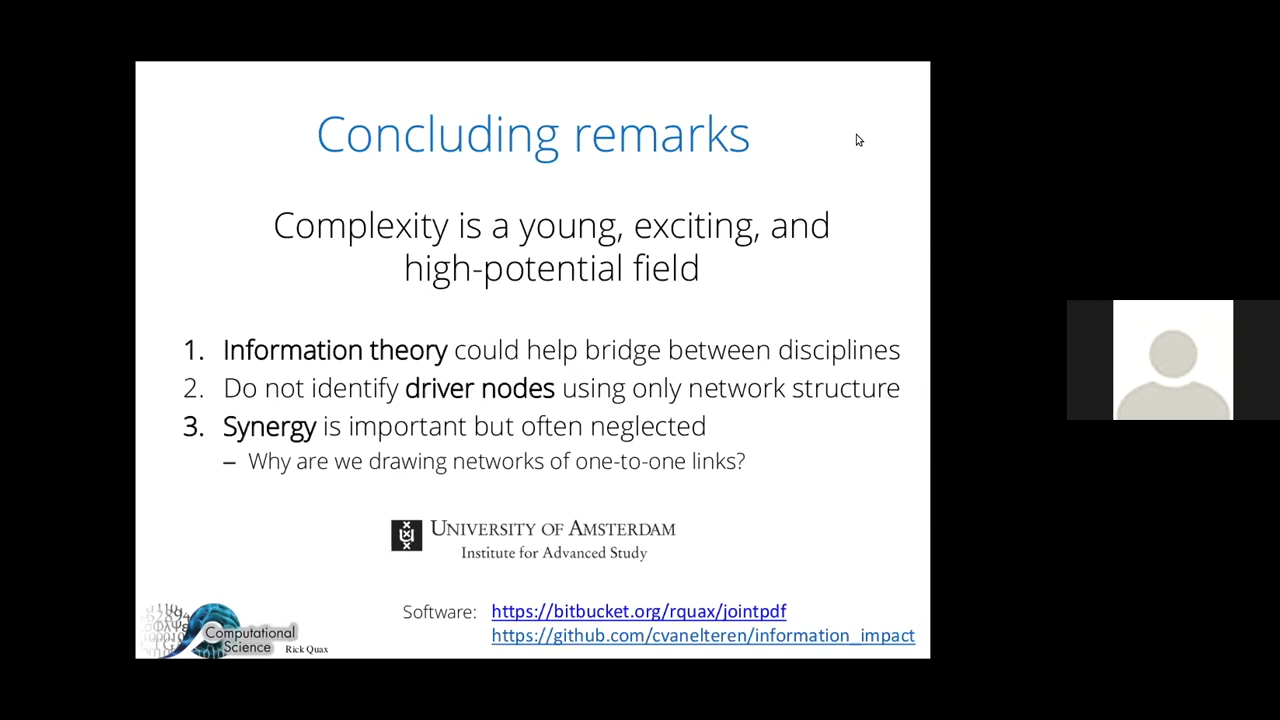 Concluding remarks
Complexity is a young, exciting, and
high-potential field
1. Information theory could help bridge between disciplines
2. Do not identify driver nodes using only network structure
3. Synergy is important but often neglected
– Why are we drawing networks of one-to-one links?
UNIVERSITY OF AMSTERDAM
Institute for Advanced Study
Software: https://bitbucket.org/rquax/jointpdf
https://github.com/cvanelteren/information_impact
Computational
Science
Rick Quax